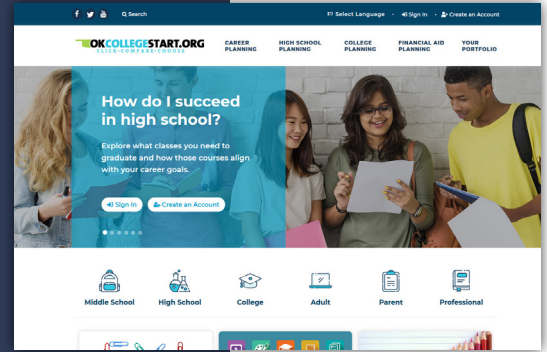 Search
Select Language
Sign In
Create an Account
OKCOLLEGESTART.ORG
CLICK•COMPARE•CHOOSE
CAREER
PLANNING
HIGH SCHOOL
PLANNING
COLLEGE
PLANNING
FINANCIAL AID
PLANNING
YOUR
PORTFOLIO
How do I succeed
in high school?
Explore what classes you need to
graduate and how those courses align
with your career goals.
Sign In
Create an Account
Middle School
High School
College
Adult
Parent
Professional